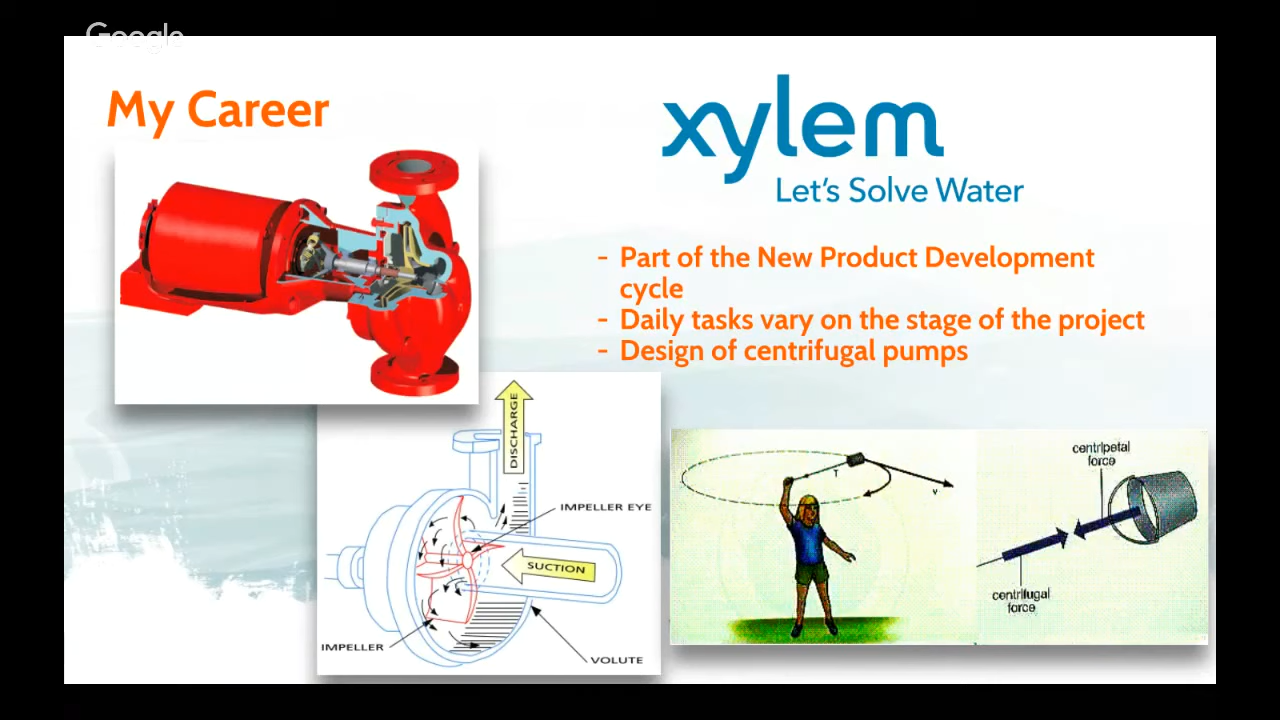 Google
My Career
xylem
Let's Solve Water
- Part of the New Product Development
cycle
- Daily tasks vary on the stage of the project
- Design of centrifugal pumps
DISCHARGE
IMPELLER EYE
SUCTION
IMPELLER
VOLUTE
T
v
centripetal
force
centrifugal
force